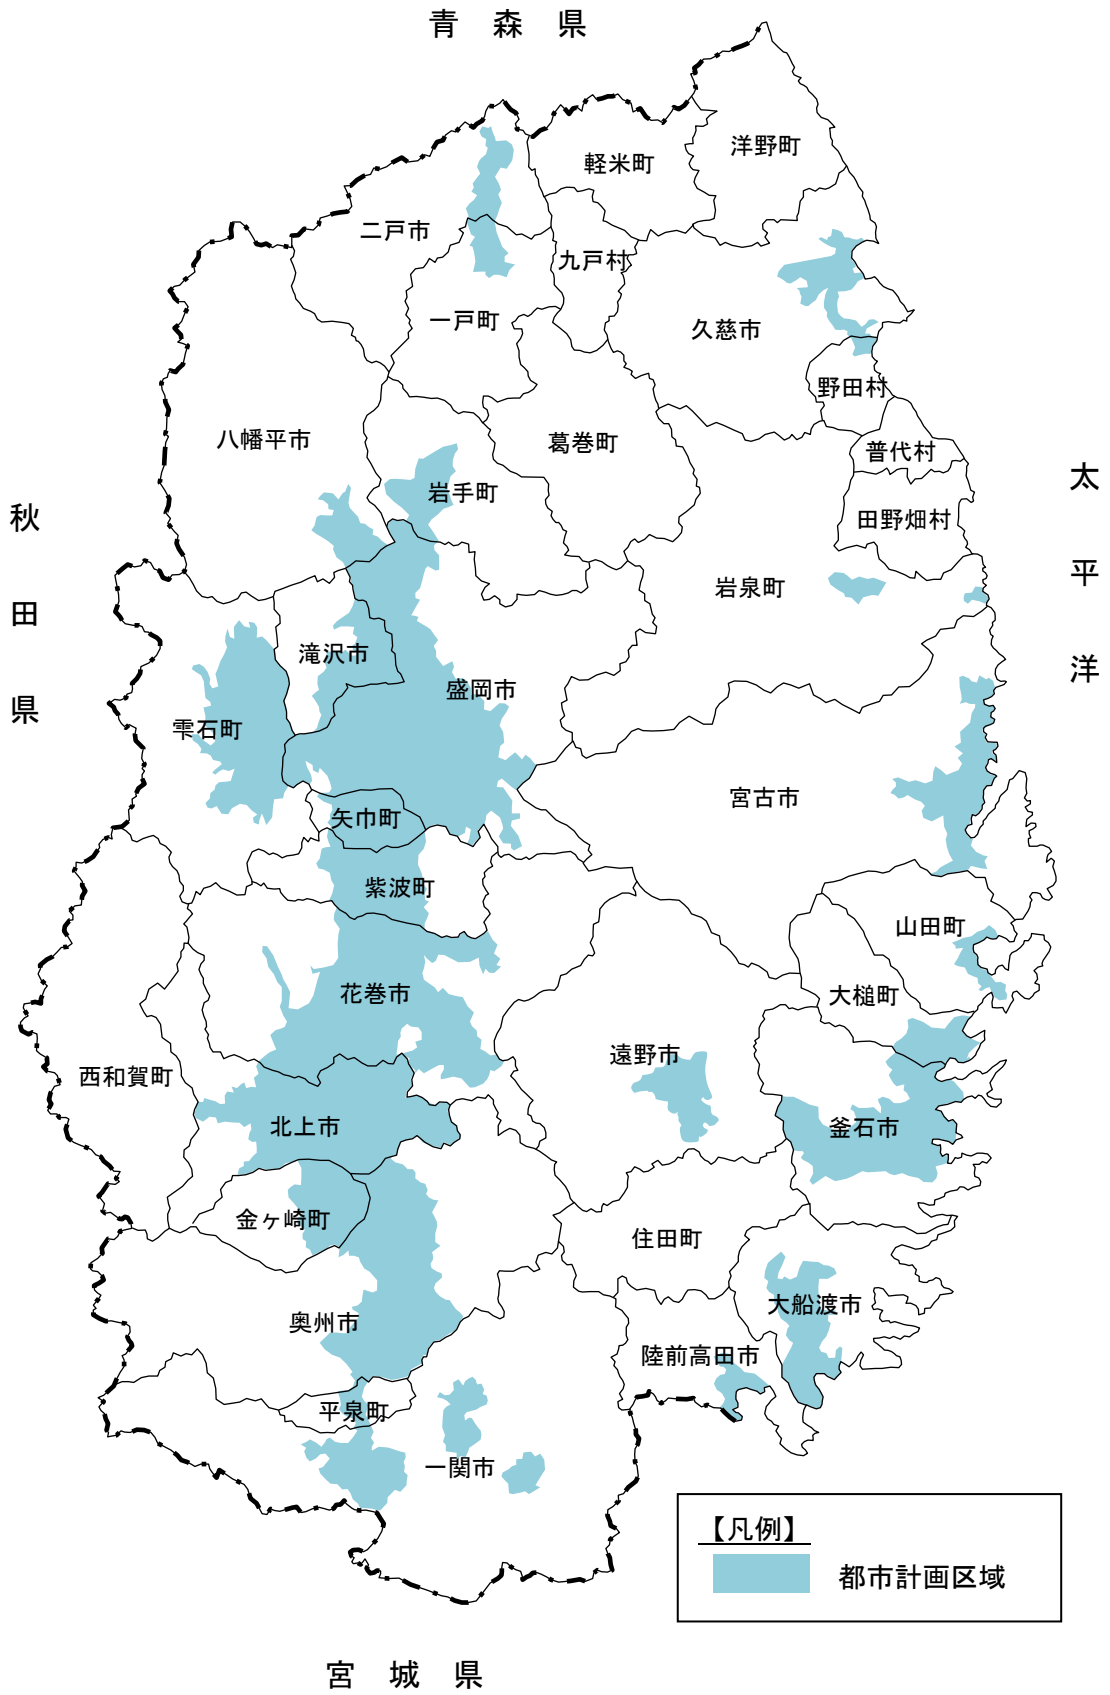 青森県
洋野町
軽米町
二戸市
九戸村
一戸町
久慈市
野田村
八幡平市
葛巻町
普代村
岩手町
田野畑村
秋田県
太平洋
岩泉町
滝沢市
盛岡市
雫石町
宮古市
矢巾町
紫波町
山田町
花巻市
大槌町
遠野市
西和賀町
北上市
釜石市
金ヶ崎町
住田町
大船渡市
奥州市
陸前高田市
平泉町
一関市
【凡例】
都市計画区域
宮城県